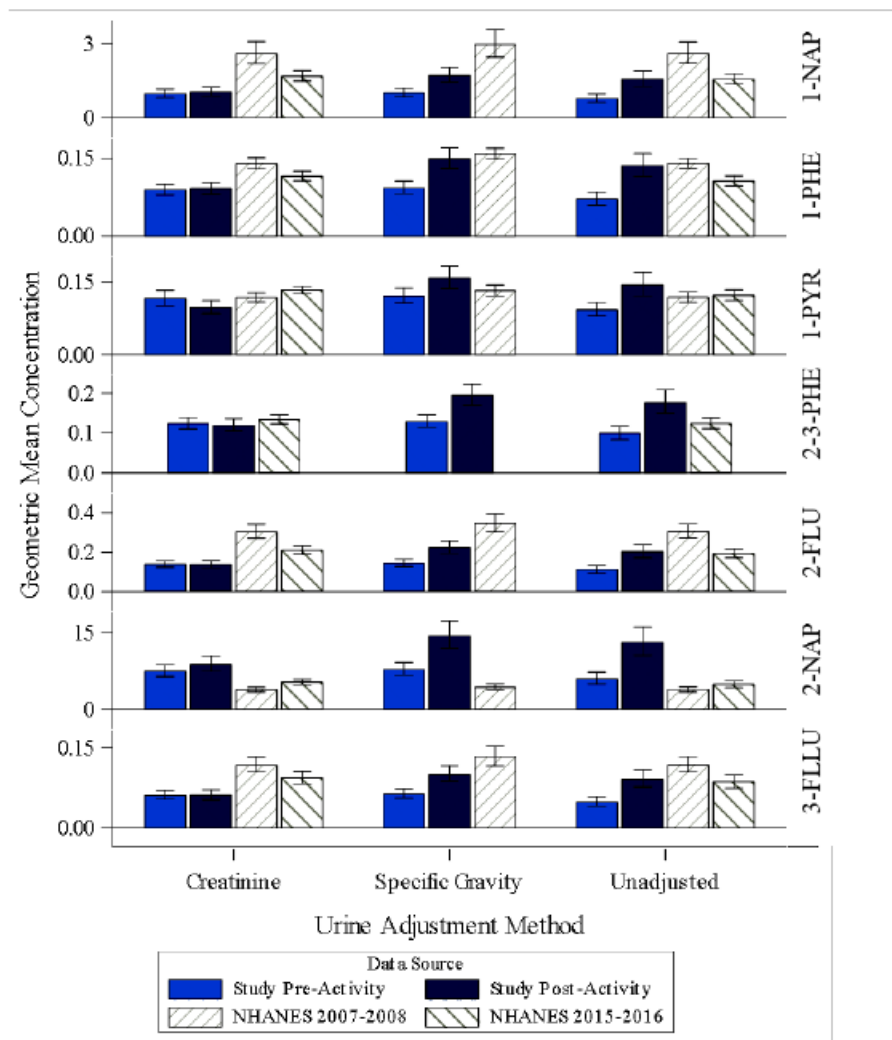 3
0
1-NAP
0.15
0.00
1-PHE
0.15
0.00
1-PYR
0.2
0.1
0.0
2-3-PHE
0.4
0.2
0.0
2-FLU
15
0
2-NAP
0.15
0.00
3-FLLU
Geometric Mean Concentration
Creatinine Specific Gravity Unadjusted
Urine Adjustment Method
Data Source
Study Pre-Activity Study Post-Activity
NHANES 2007-2008 NHANES 2015-2016